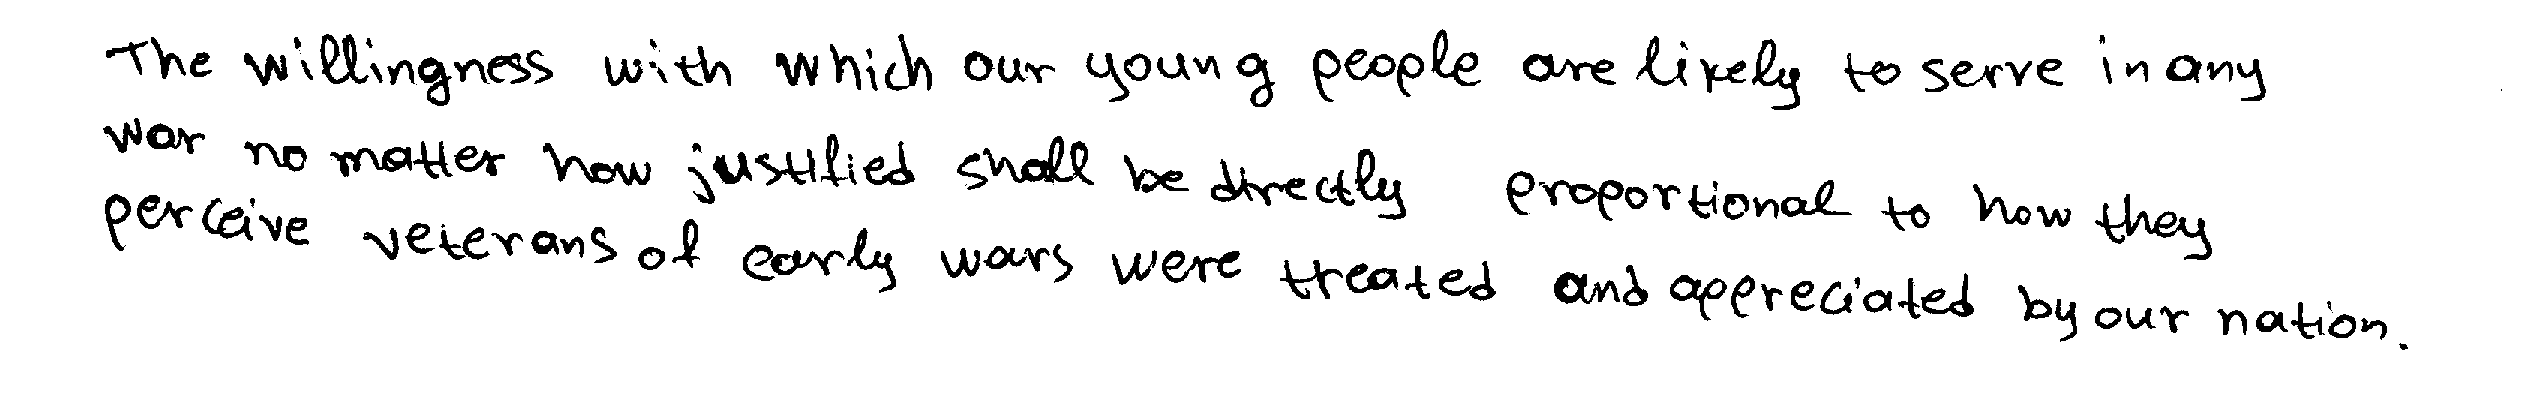 The willingness with which our young people are likely to serve in any
war no matter how justified shall be directly proportional to how they
perceive veterans of early wars were treated and appreciated by our nation.